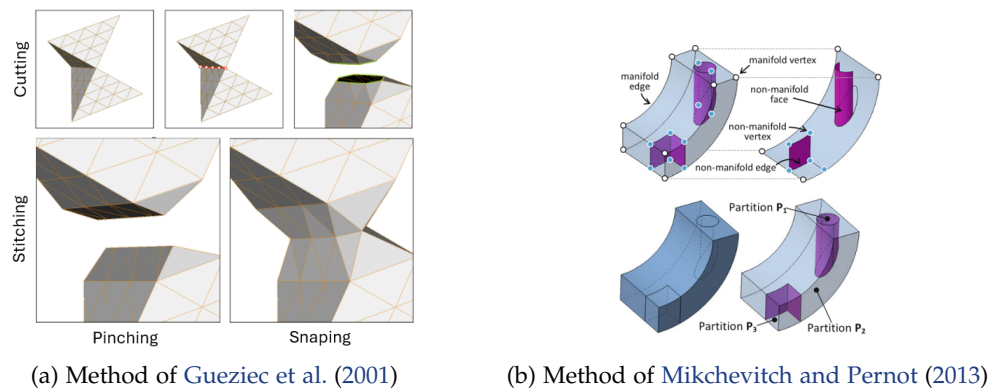 Cutting
Stitching
Pinching
Snaping
(a) Method of Gueziec et al. (2001)
manifold vertex
manifold
edge
non-manifold
face
non-manifold
vertex
non-manifold edge
Partition P₁
Partition P₃
Partition P₂
(b) Method of Mikchevitch and Pernot (2013)